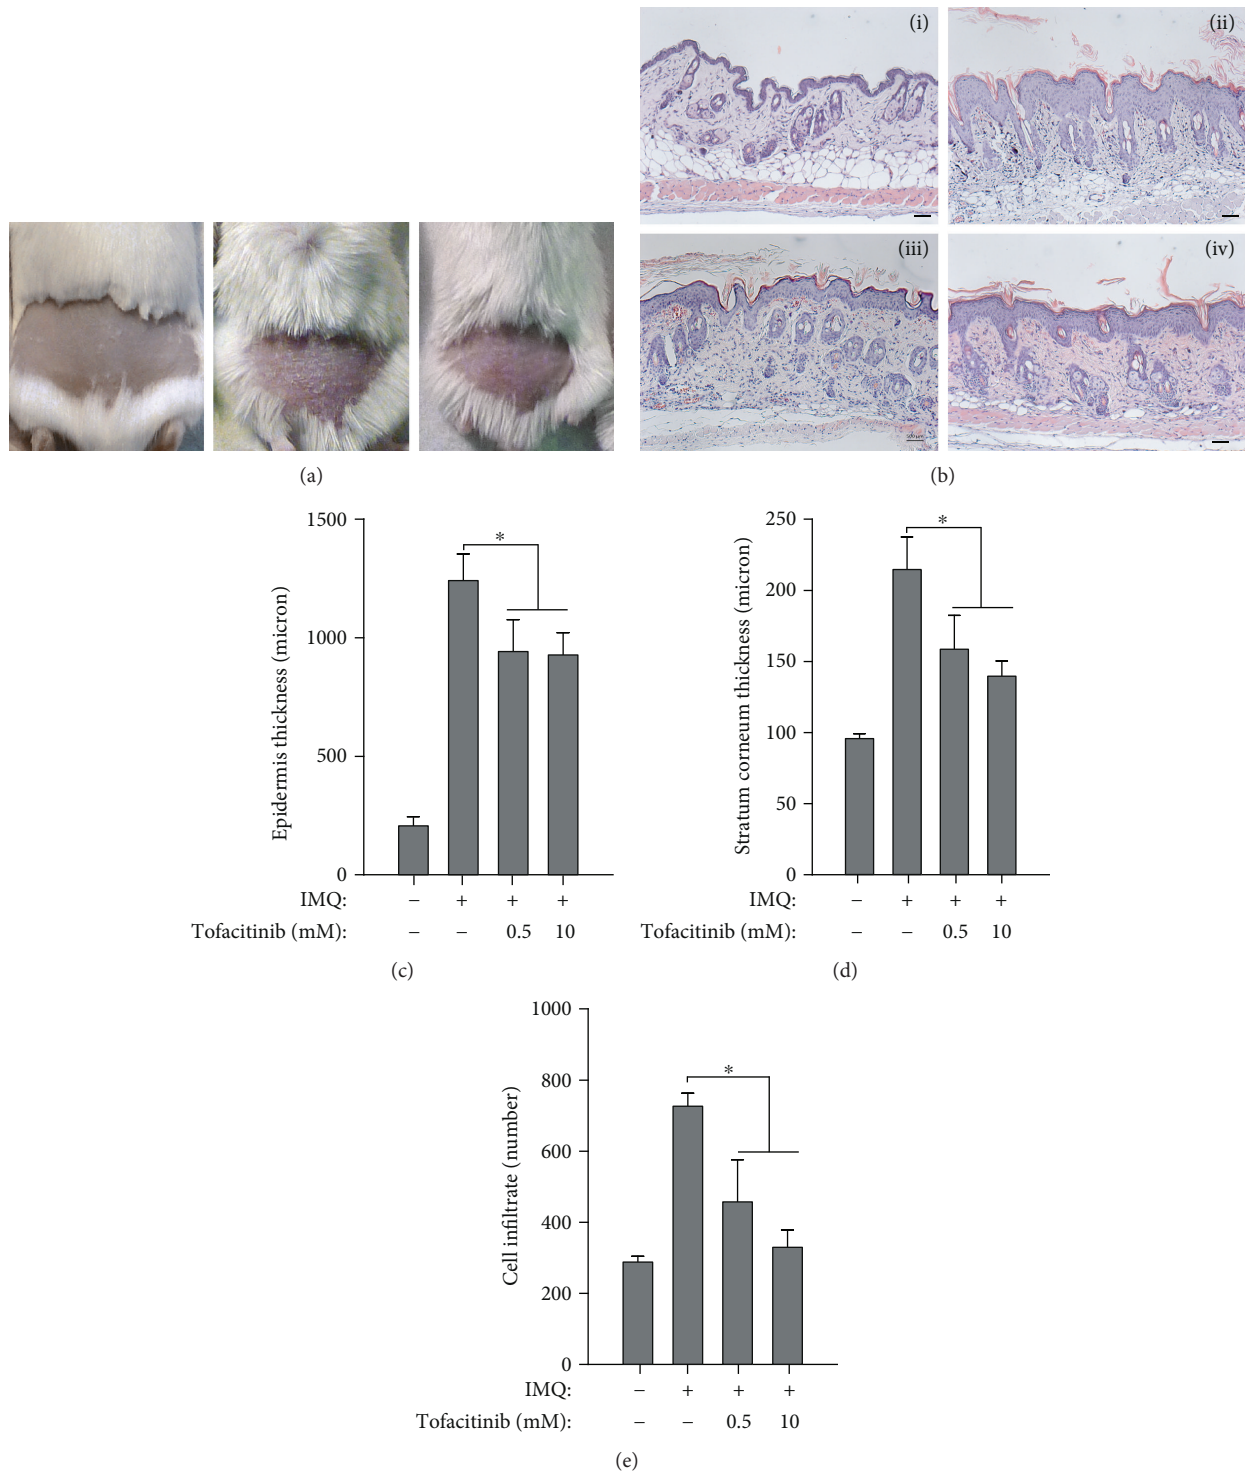 (i)
(ii)
(iii)
(iv)
(a)
(b)
1500
1000
500
0
Epidermis thickness (micron)
*
IMQ: − + + +
Tofacitinib (mM): − − 0.5 10
(c)
250
200
150
100
50
0
Stratum corneum thickness (micron)
*
IMQ: − + + +
Tofacitinib (mM): − − 0.5 10
(d)
1000
800
600
400
200
0
Cell infiltrate (number)
*
IMQ: − + + +
Tofacitinib (mM): − − 0.5 10
(e)